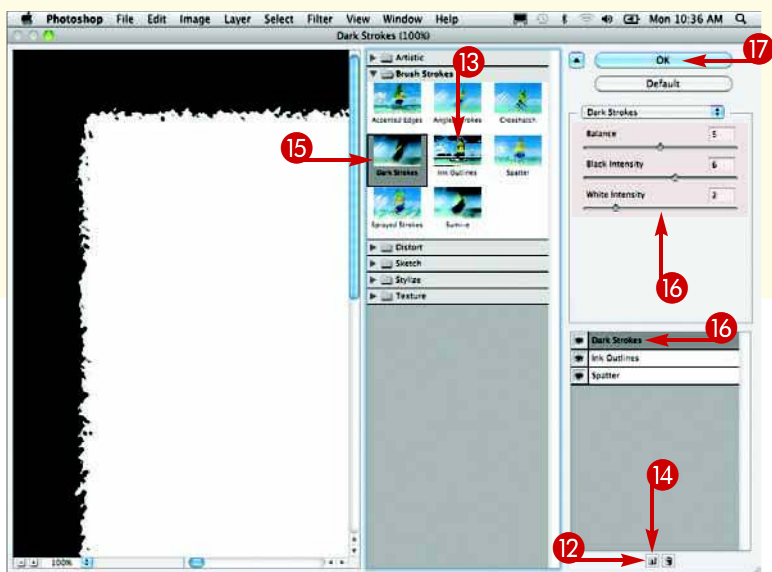 Photoshop File Edit Image Layer Select Filter View Window Help Mon 10:36 AM
Dark Strokes (100%)
Artistic
Brush Strokes
Accented Edges Angled Strokes Crosshatch
Dark Strokes Ink Outlines Spatter
Sprayed Strokes Sumi-e
Distort
Sketch
Stylize
Texture
100%
OK
Default
Dark Strokes
Balance 5
Black Intensity 6
White Intensity 2
Dark Strokes
Ink Outlines
Spatter
13
15
17
16
16
14
12